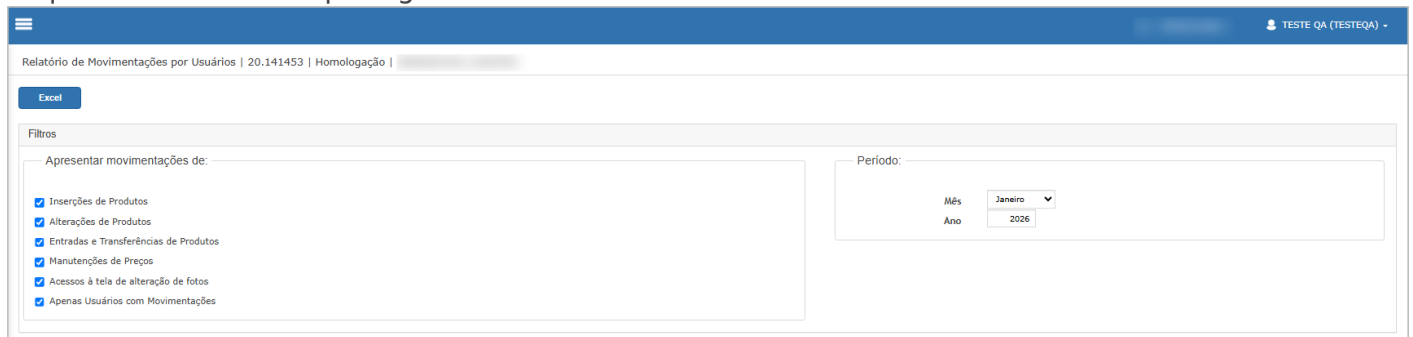 TESTE QA (TESTEQA)
Relatório de Movimentações por Usuários | 20.141453 | Homologação |
Excel
Filtros
Apresentar movimentações de:
Inserções de Produtos
Alterações de Produtos
Entradas e Transferências de Produtos
Manutenções de Preços
Acessos à tela de alteração de fotos
Apenas Usuários com Movimentações
Período:
Mês Janeiro
Ano 2026